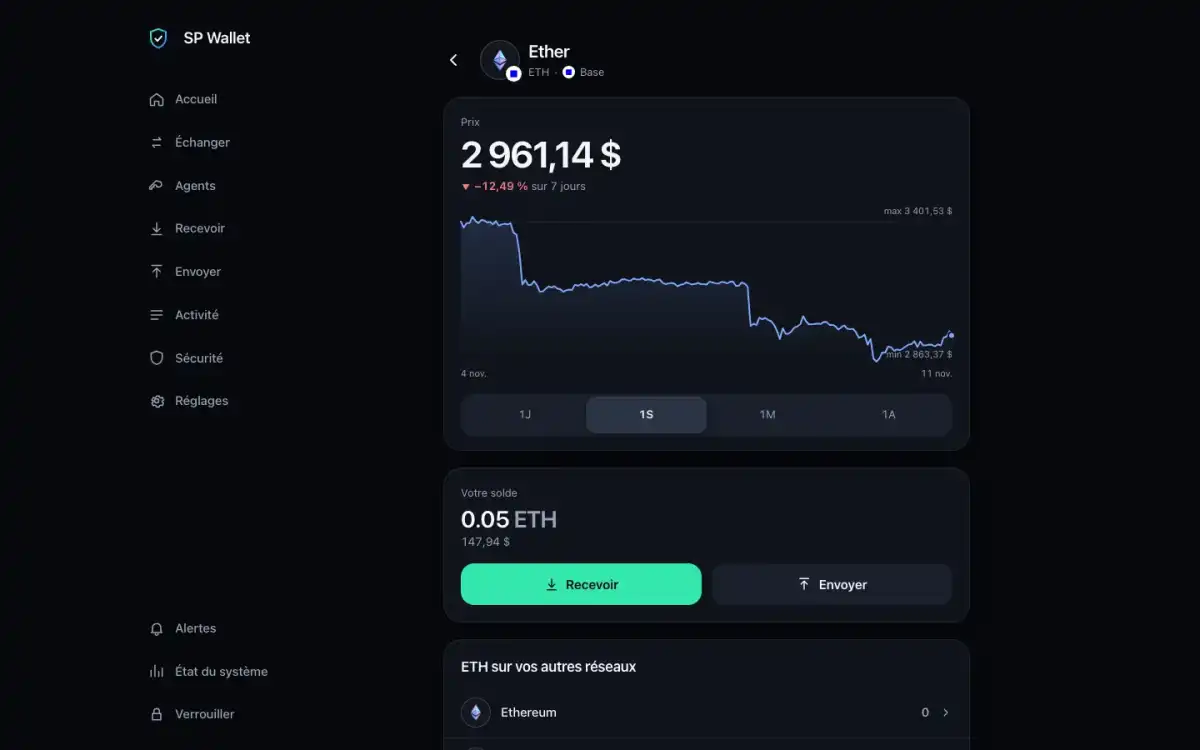 SP Wallet
Accueil
Échanger
Agents
Recevoir
Envoyer
Activité
Sécurité
Réglages
Alertes
État du système
Verrouiller
Ether
ETH · Base
Prix
2 961,14 $
▼ −12,49 % sur 7 jours
max 3 401,53 $
min 2 863,37 $
4 nov. 11 nov.
1J 1S 1M 1A
Votre solde
0.05 ETH
147,94 $
Recevoir Envoyer
ETH sur vos autres réseaux
Ethereum 0